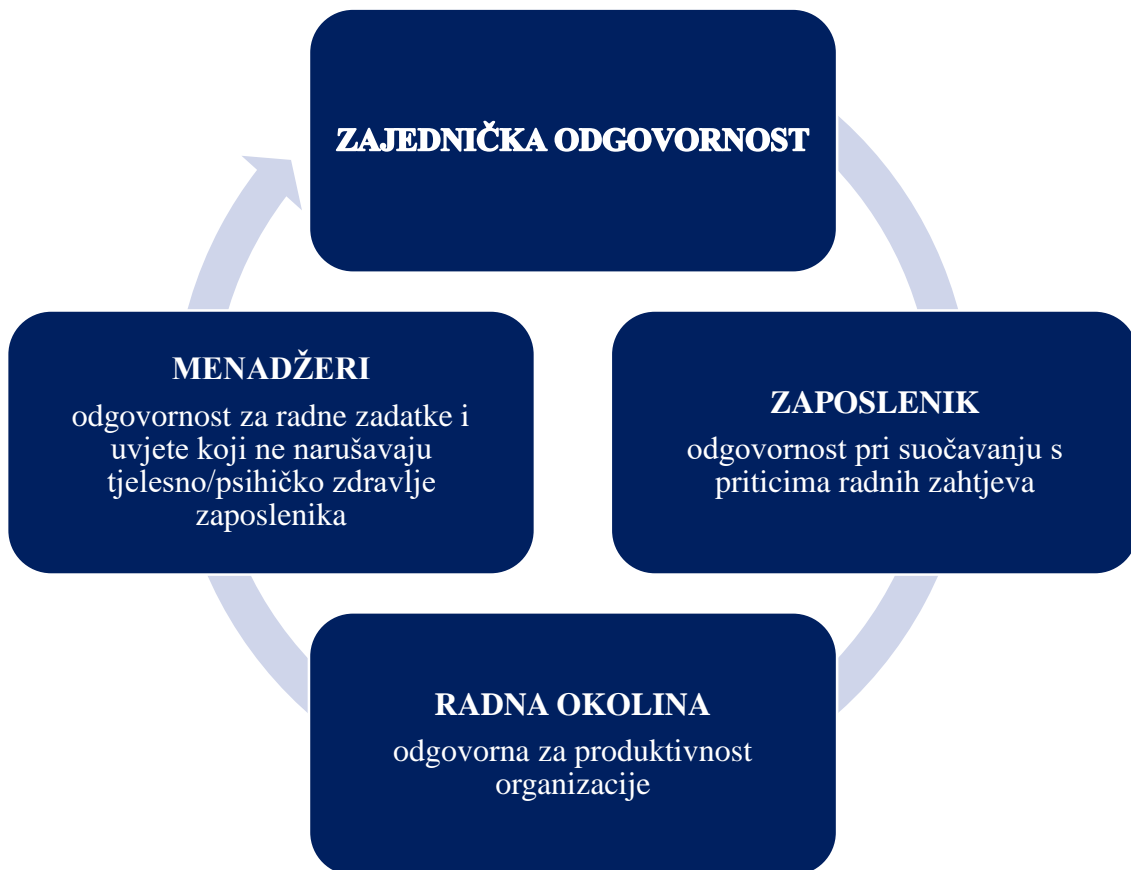 ZAJEDNIČKA ODGOVORNOST
MENADŽERI
odgovornost za radne zadatke i
uvjete koji ne narušavaju
tjelesno/psihičko zdravlje
zaposlenika
ZAPOSLENIK
odgovornost pri suočavanju s
priticima radnih zahtjeva
RADNA OKOLINA
odgovorna za produktivnost
organizacije